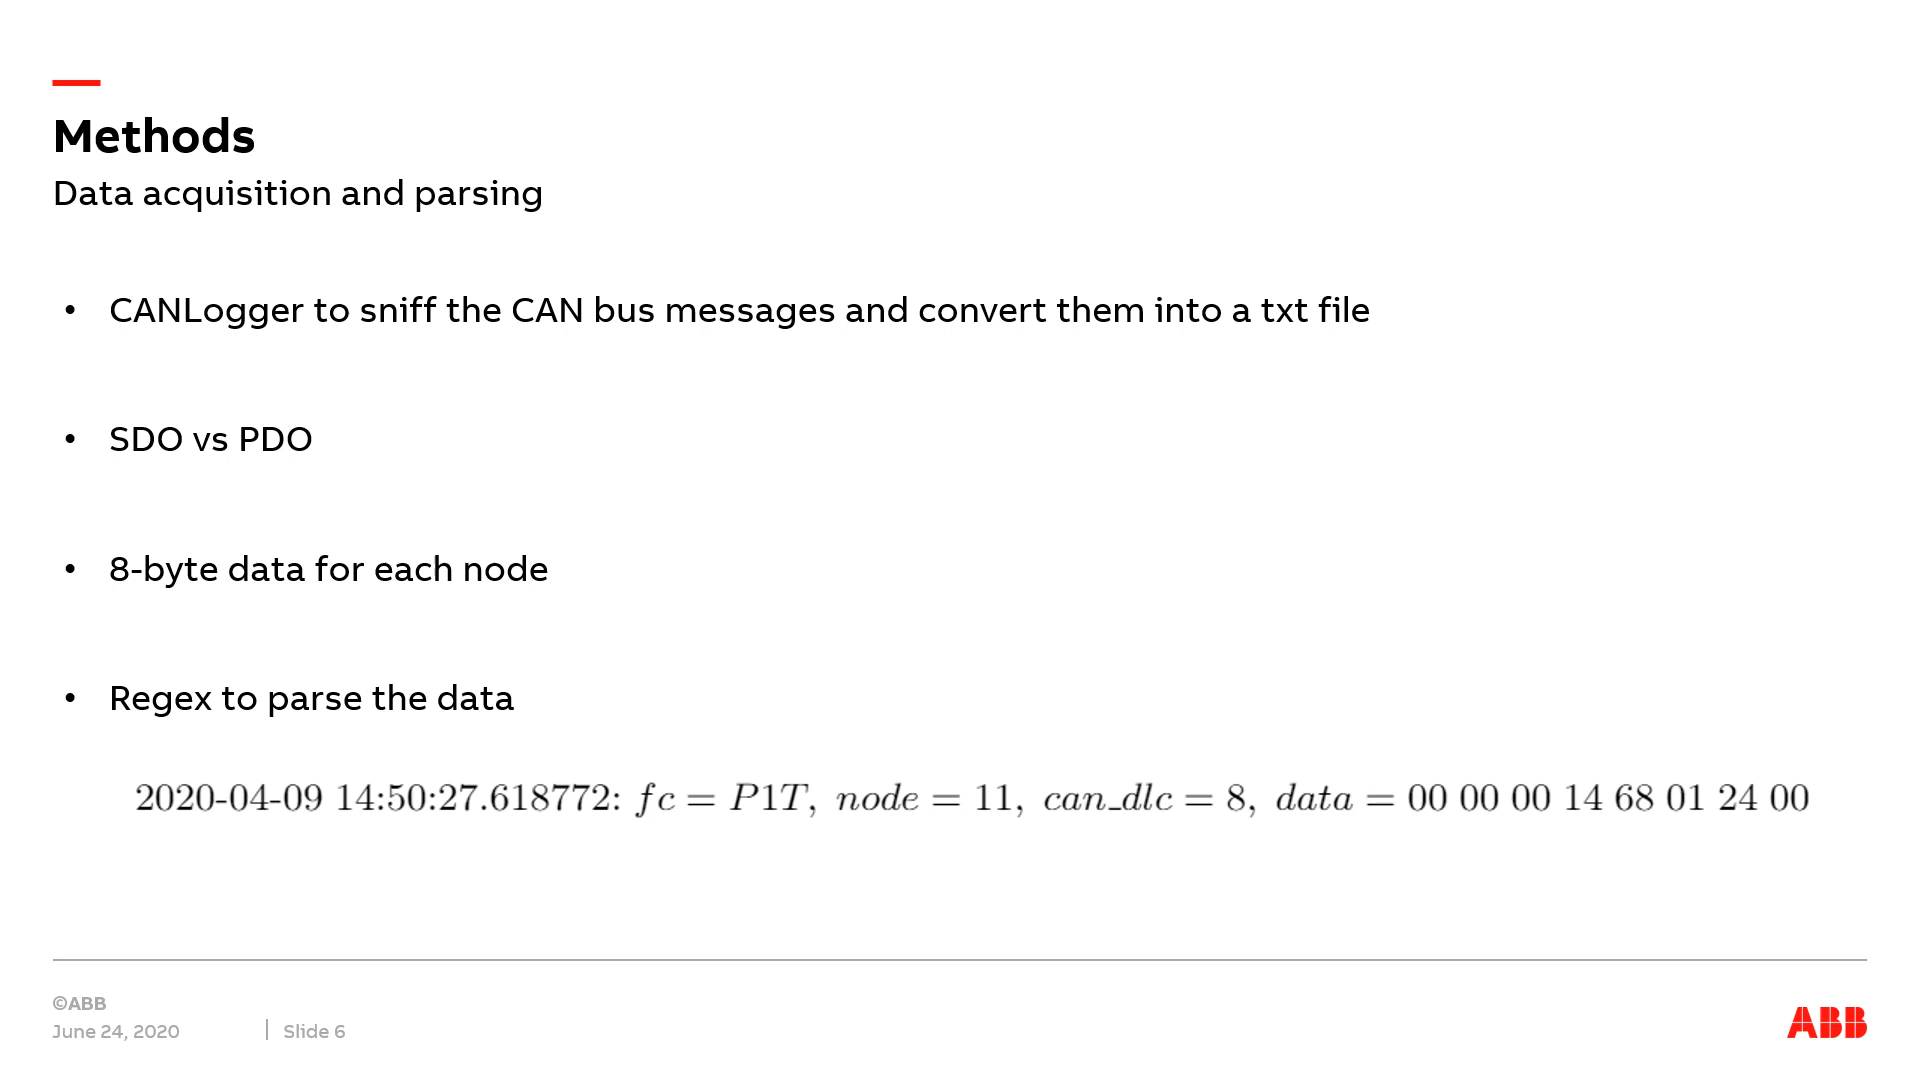 Methods
Data acquisition and parsing
• CANLogger to sniff the CAN bus messages and convert them into a txt file
• SDO vs PDO
• 8-byte data for each node
• Regex to parse the data
2020-04-09 14:50:27.618772: fc = P1T, node = 11, can_dlc = 8, data = 00 00 00 14 68 01 24 00
©ABB
June 24, 2020 | Slide 6
ABB